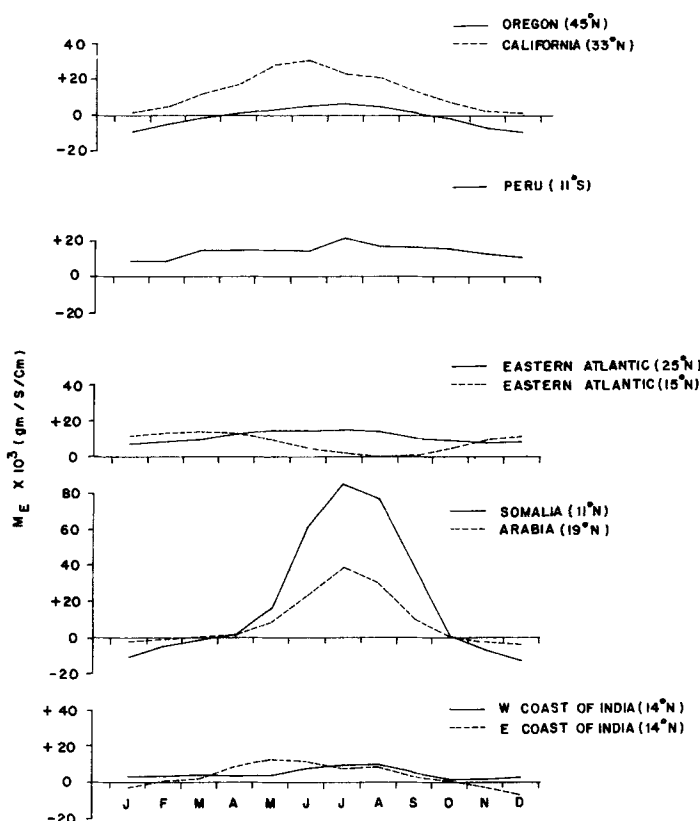 OREGON (45°N)
CALIFORNIA (33°N)
40
+20
0
-20
PERU (11°S)
+20
0
-20
EASTERN ATLANTIC (25°N)
EASTERN ATLANTIC (15°N)
40
+20
0
M_E X 10³ (gm/S/Cm)
SOMALIA (11°N)
ARABIA (19°N)
80
60
40
+20
0
-20
W COAST OF INDIA (14°N)
E COAST OF INDIA (14°N)
+ 40
+20
0
-20
J F M A M J J A S O N D